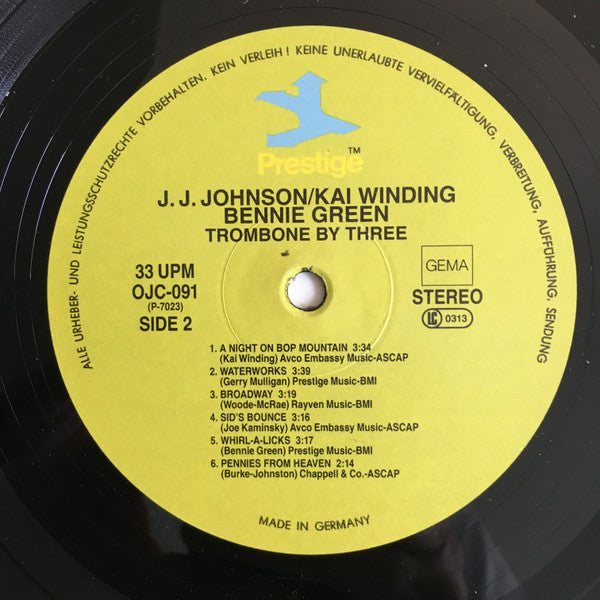 ALLE URHEBER- UND LEISTUNGSSCHUTZRECHTE VORBEHALTEN. KEIN VERLEIH! KEINE UNERLAUBTE VERVIELFÄLTIGUNG, VERBREITUNG, AUFFÜHRUNG, SENDUNG
Prestige™
J. J. JOHNSON/KAI WINDING
BENNIE GREEN
TROMBONE BY THREE
33 UPM
OJC-091
(P-7023)
SIDE 2
GEMA
STEREO
LC 0313
1. A NIGHT ON BOP MOUNTAIN 3:34
(Kai Winding) Avco Embassy Music-ASCAP
2. WATERWORKS 3:39
(Gerry Mulligan) Prestige Music-BMI
3. BROADWAY 3:19
(Woode-McRae) Rayven Music-BMI
4. SID'S BOUNCE 3:16
(Joe Kaminsky) Avco Embassy Music-ASCAP
5. WHIRL-A-LICKS 3:17
(Bennie Green) Prestige Music-BMI
6. PENNIES FROM HEAVEN 2:14
(Burke-Johnston) Chappell & Co.-ASCAP
MADE IN GERMANY